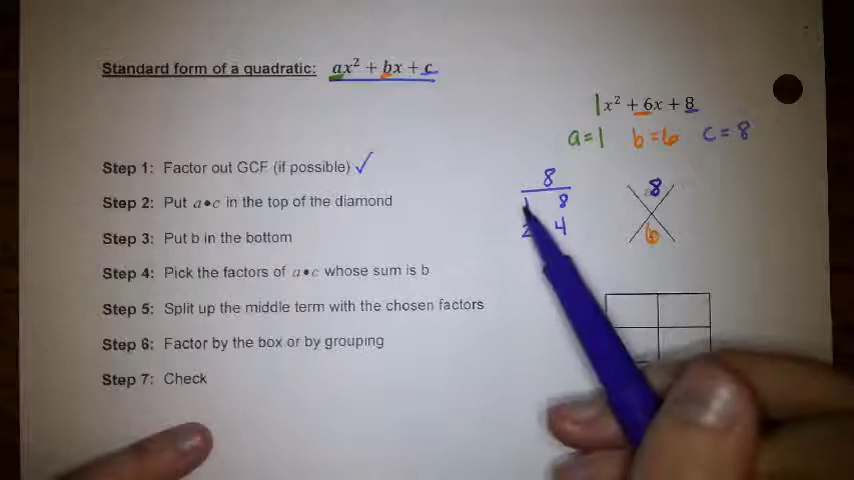 Standard form of a quadratic: ax² + bx + c
1x² + 6x + 8
a=1 b=6 c=8
Step 1: Factor out GCF (if possible) ✓
Step 2: Put a•c in the top of the diamond
Step 3: Put b in the bottom
Step 4: Pick the factors of a•c whose sum is b
Step 5: Split up the middle term with the chosen factors
Step 6: Factor by the box or by grouping
Step 7: Check
8
1 8
2 4
8
6